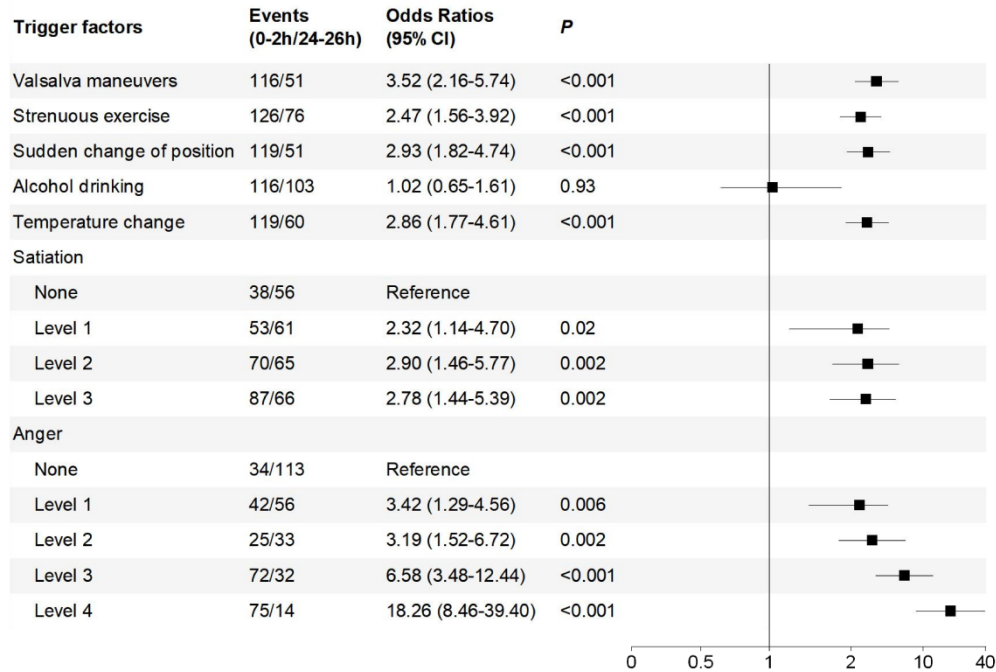 Trigger factors Events (0-2h/24-26h) Odds Ratios (95% CI) P
Valsalva maneuvers 116/51 3.52 (2.16-5.74) <0.001
Strenuous exercise 126/76 2.47 (1.56-3.92) <0.001
Sudden change of position 119/51 2.93 (1.82-4.74) <0.001
Alcohol drinking 116/103 1.02 (0.65-1.61) 0.93
Temperature change 119/60 2.86 (1.77-4.61) <0.001
Satiation
None 38/56 Reference
Level 1 53/61 2.32 (1.14-4.70) 0.02
Level 2 70/65 2.90 (1.46-5.77) 0.002
Level 3 87/66 2.78 (1.44-5.39) 0.002
Anger
None 34/113 Reference
Level 1 42/56 3.42 (1.29-4.56) 0.006
Level 2 25/33 3.19 (1.52-6.72) 0.002
Level 3 72/32 6.58 (3.48-12.44) <0.001
Level 4 75/14 18.26 (8.46-39.40) <0.001
0 0.5 1 2 10 40